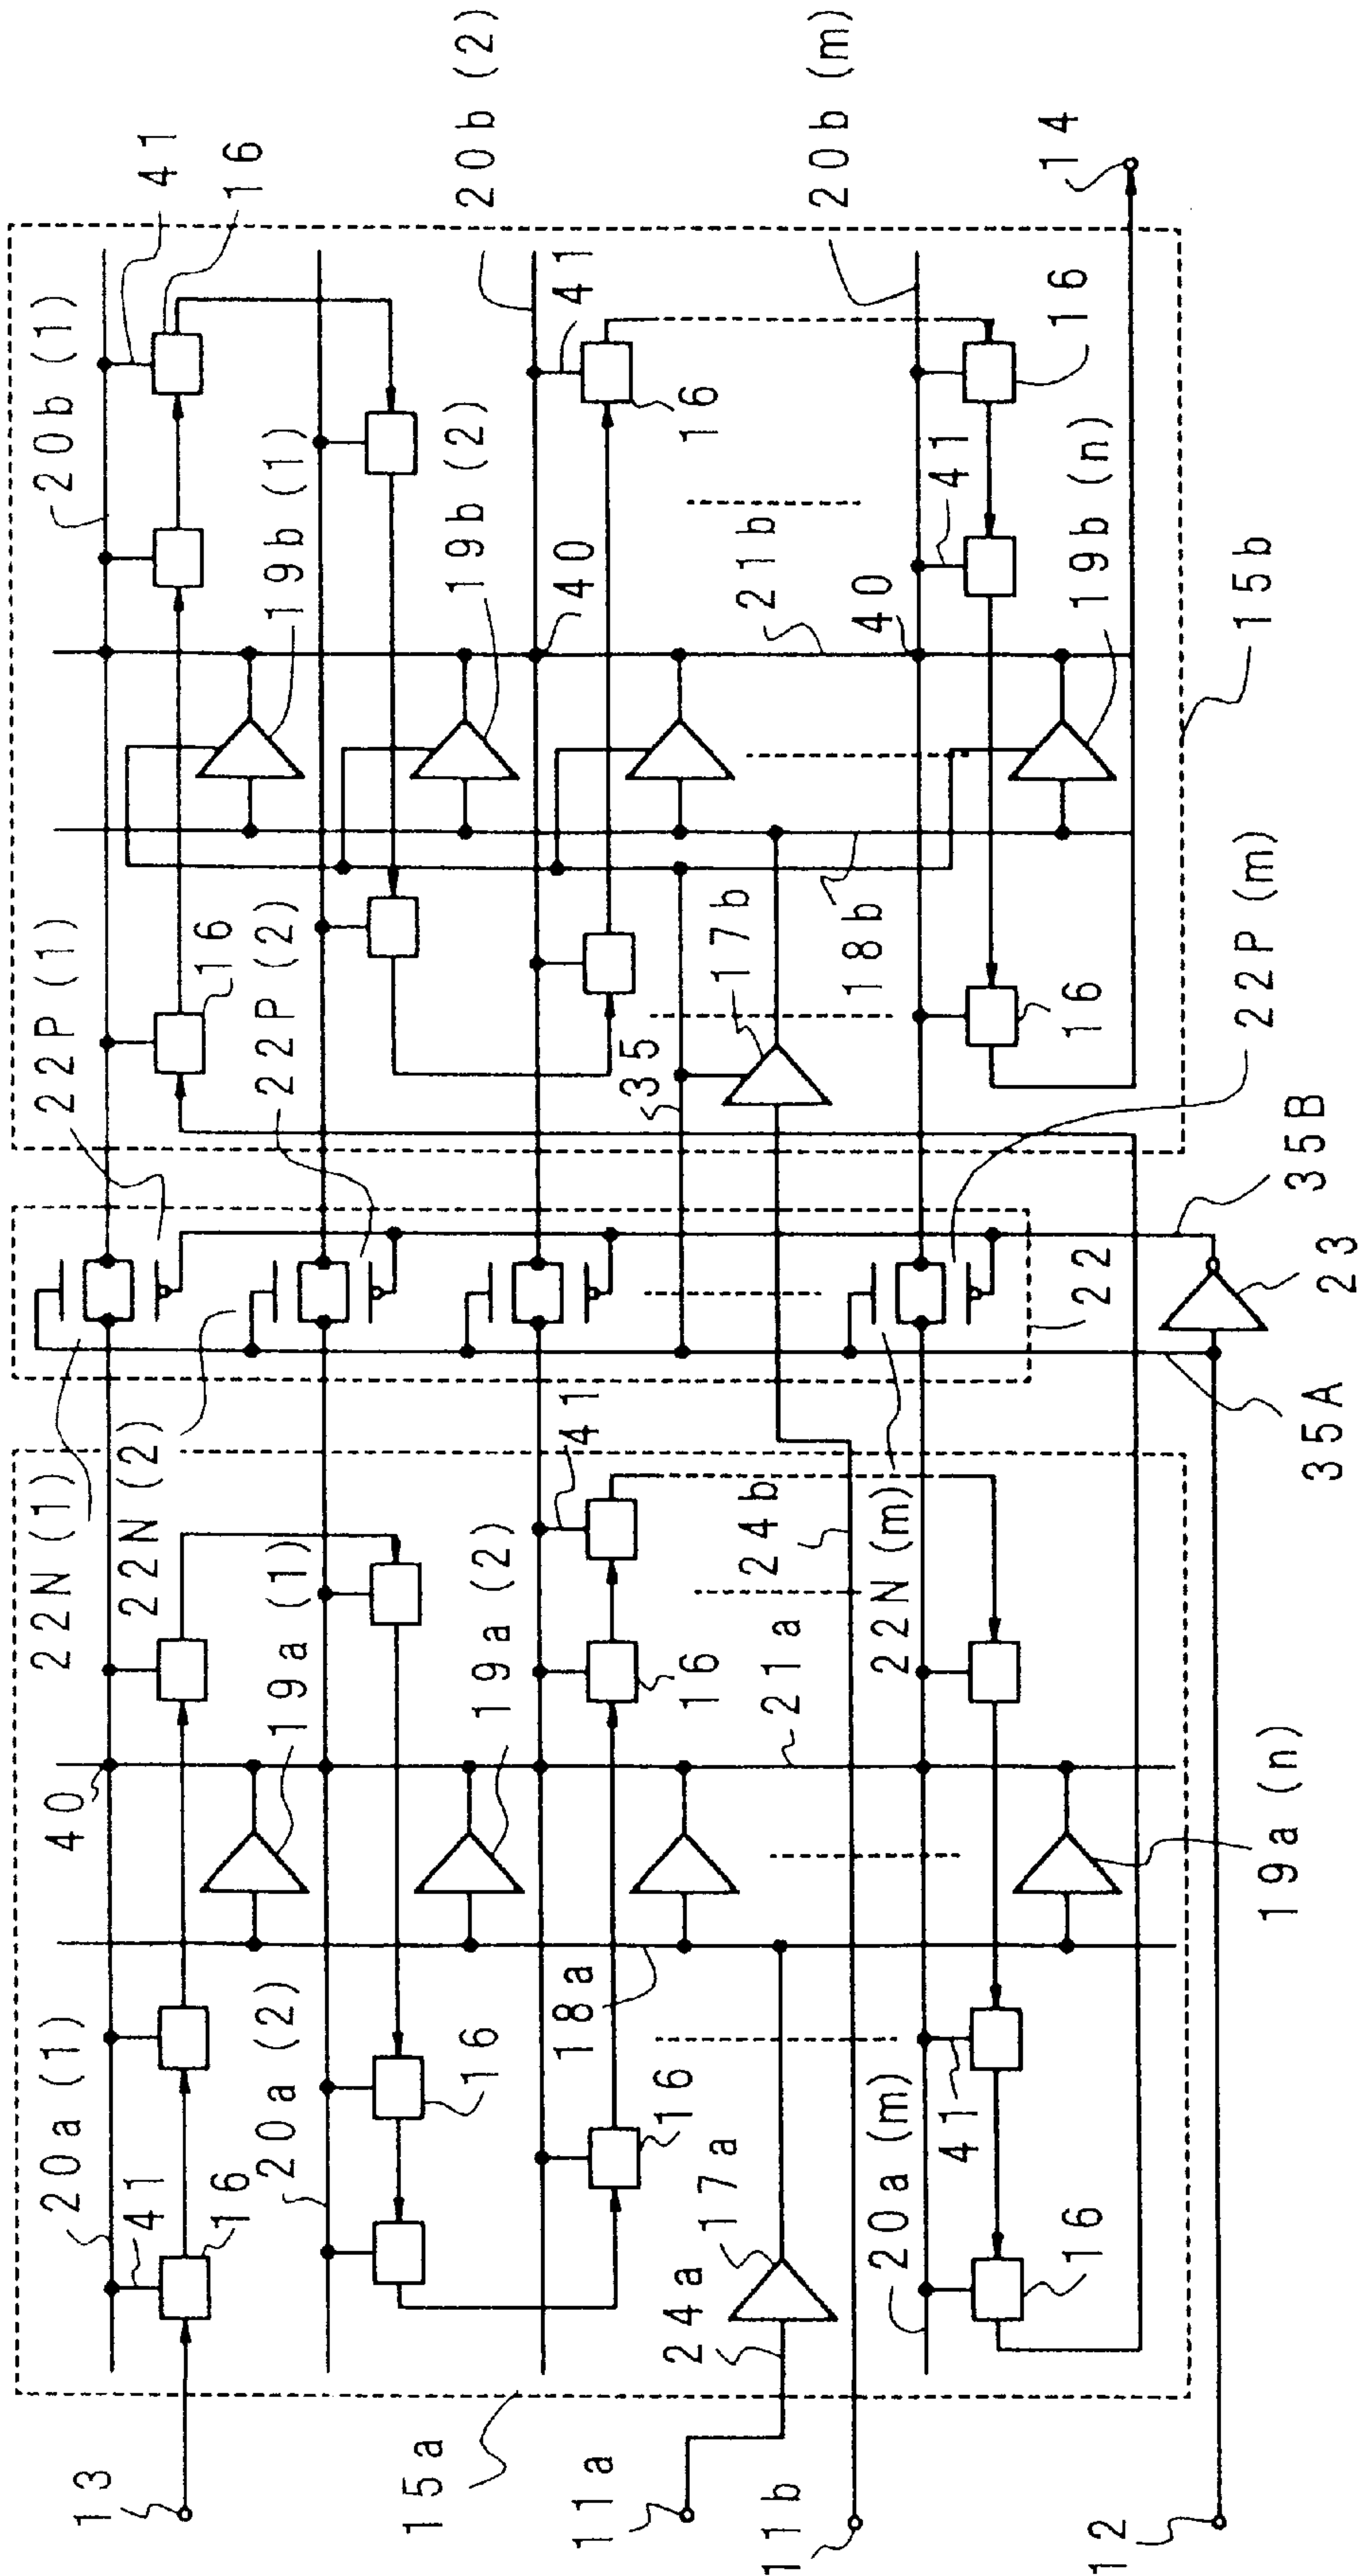 20a (1)
40
22N (1)
22P (1)
20b (1)
13
41
22N (2)
41
16
16
16
20a (2)
19a (1)
22P (2)
19b (1)
15a
16
19a (2)
19b (2)
20b (2)
18a
41
40
41
11a
16
16
35
16
24a
17a
24b
17b
21a
21b
11b
20b (m)
20a (m)
22N (m)
18b
40
41
41
16
22
16
19b (n)
16
14
12
19a (n)
22P (m)
15b
35A
23
35B